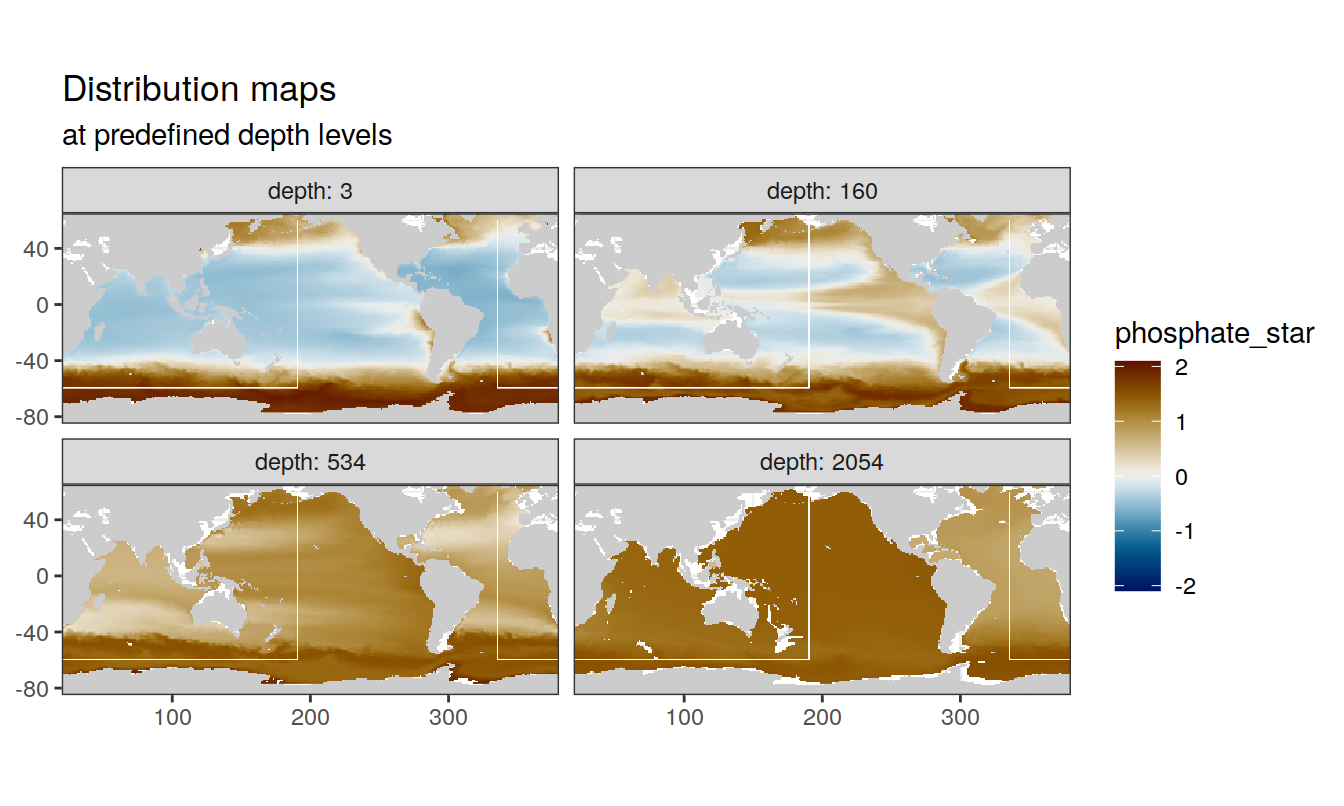 Distribution maps
at predefined depth levels
depth: 3
depth: 160
40
0
-40
-80
depth: 534
depth: 2054
40
0
-40
-80
100
200
300
100
200
300
phosphate_star
2
1
0
-1
-2